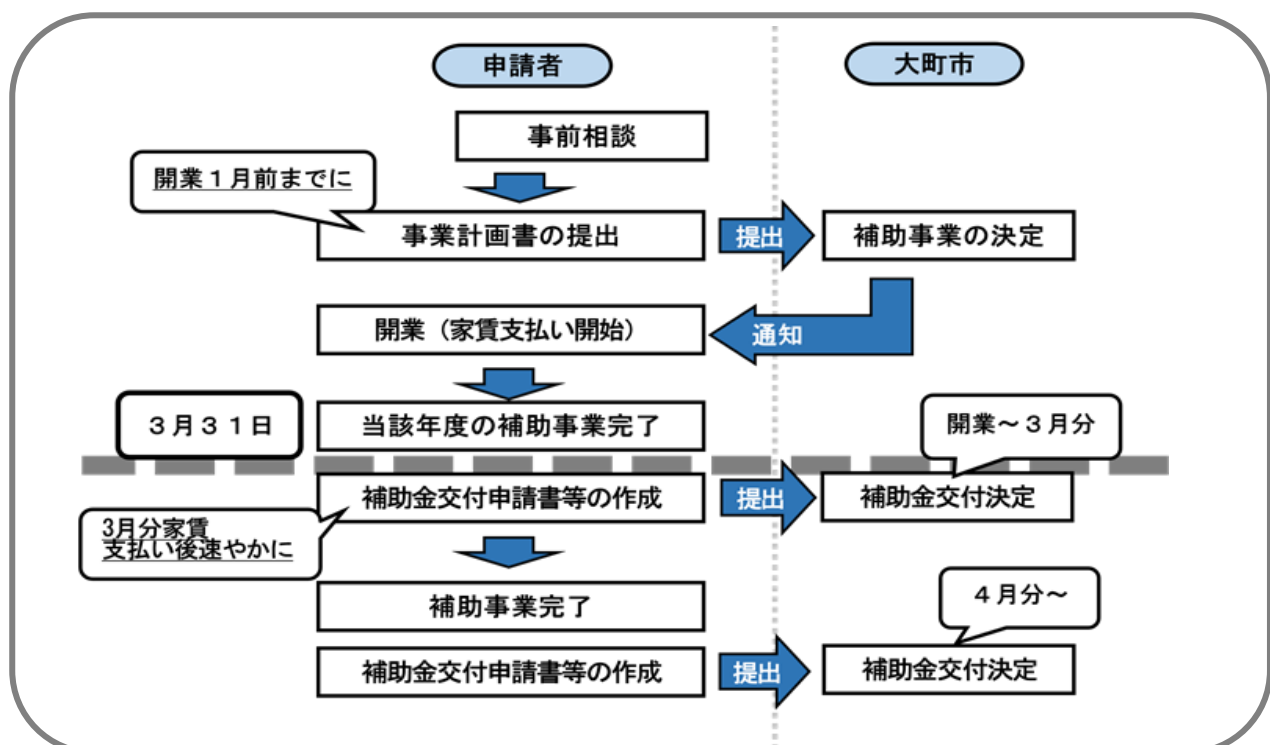 申請者
大町市
事前相談
開業１月前までに
事業計画書の提出
提出
補助事業の決定
開業（家賃支払い開始）
通知
３月３１日
当該年度の補助事業完了
開業～３月分
補助金交付申請書等の作成
提出
補助金交付決定
3月分家賃
支払い後速やかに
補助事業完了
４月分～
補助金交付申請書等の作成
提出
補助金交付決定